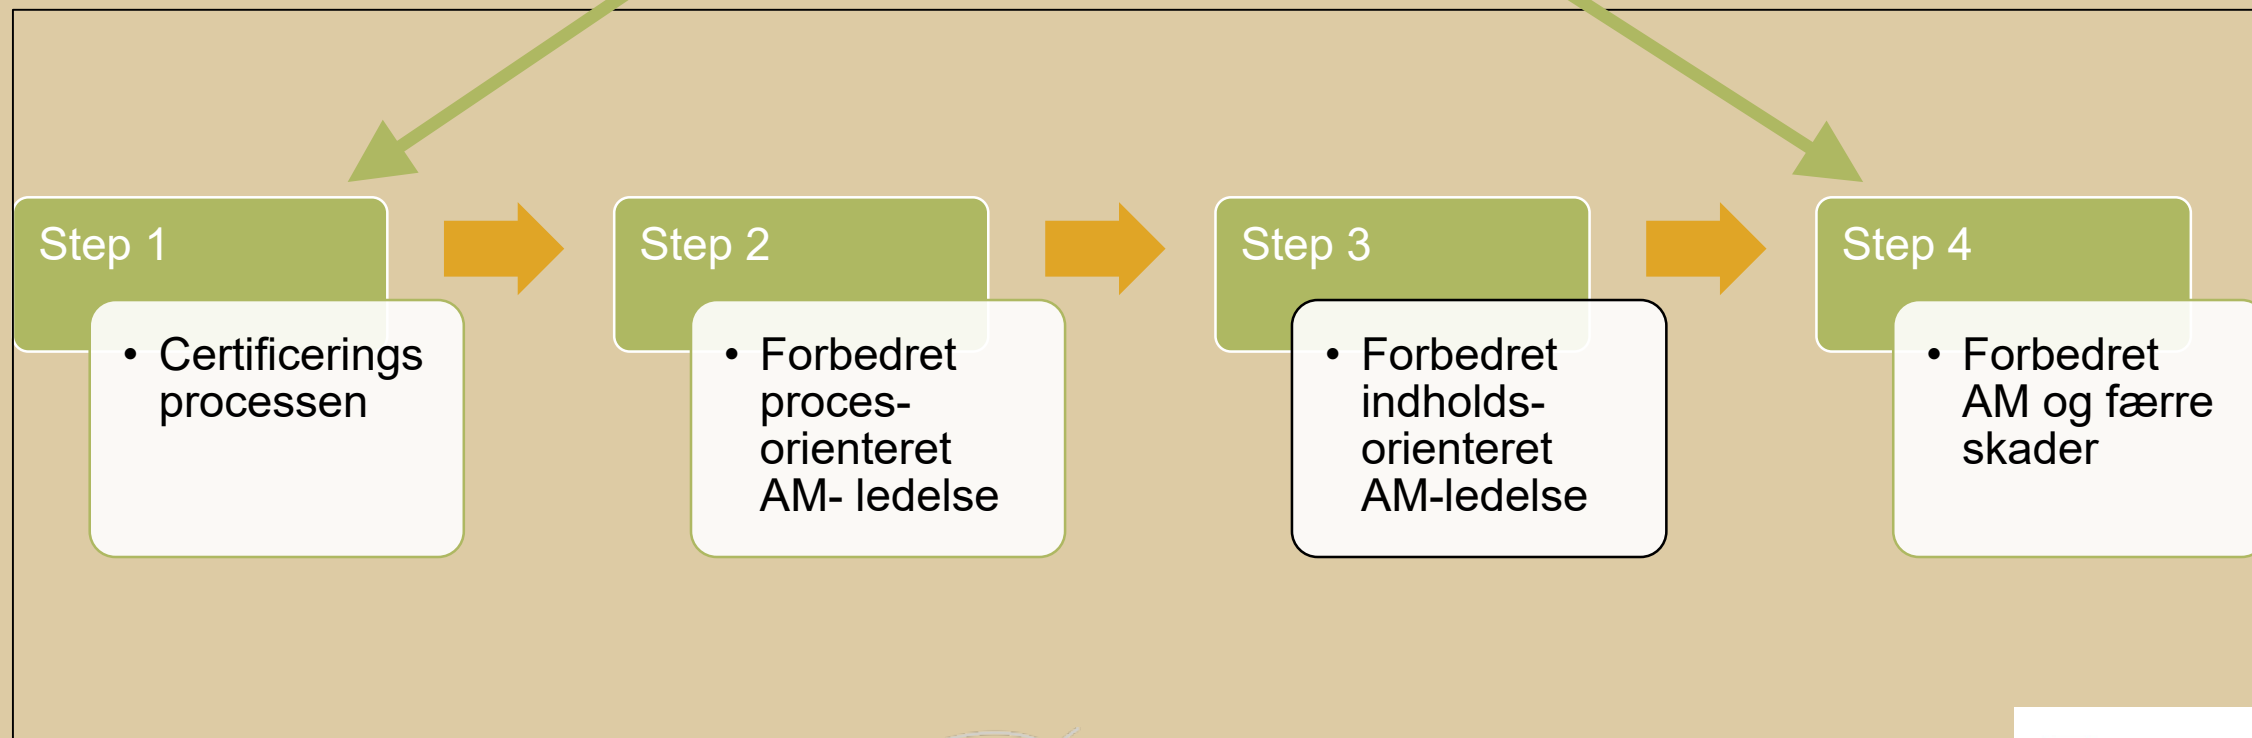 Step 1
• Certificerings
processen
Step 2
• Forbedret
proces-
orienteret
AM- ledelse
Step 3
• Forbedret
indholds-
orienteret
AM-ledelse
Step 4
• Forbedret
AM og færre
skader